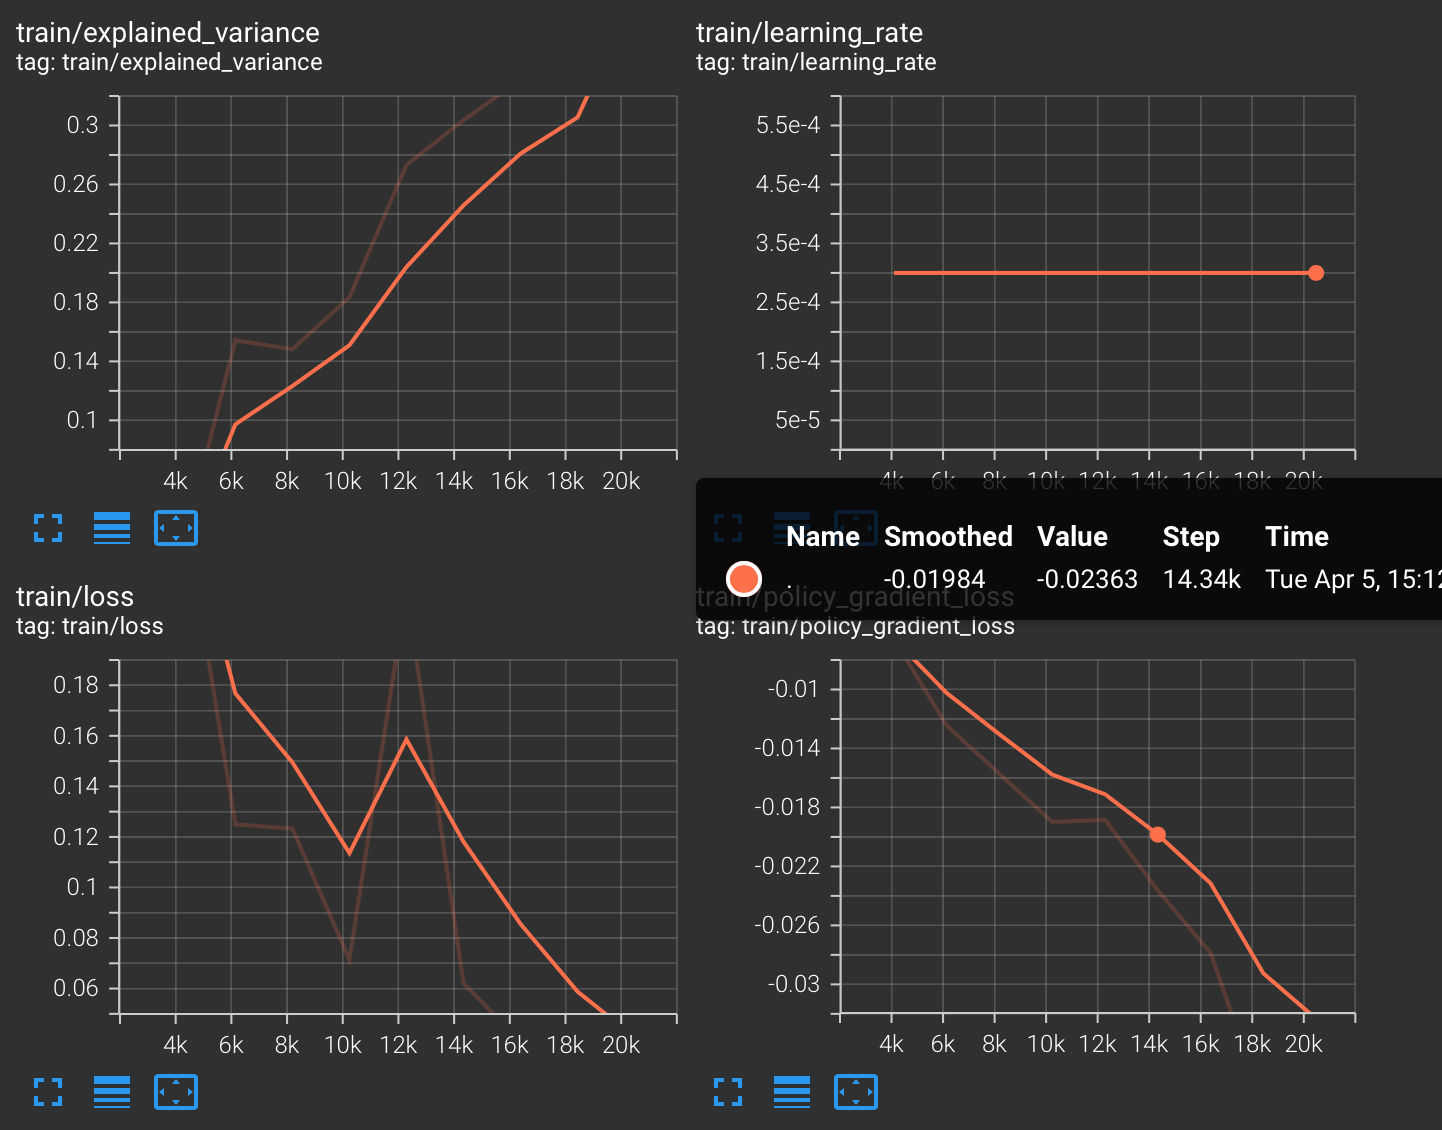 train/explained_variance
tag: train/explained_variance
0.3
0.26
0.22
0.18
0.14
0.1
4k 6k 8k 10k 12k 14k 16k 18k 20k
train/learning_rate
tag: train/learning_rate
5.5e-4
4.5e-4
3.5e-4
2.5e-4
1.5e-4
5e-5
4k 6k 8k 10k 12k 14k 16k 18k 20k
Name Smoothed Value Step Time
. -0.01984 -0.02363 14.34k Tue Apr 5, 15:12
train/loss
tag: train/loss
0.18
0.16
0.14
0.12
0.1
0.08
0.06
4k 6k 8k 10k 12k 14k 16k 18k 20k
train/policy_gradient_loss
tag: train/policy_gradient_loss
-0.01
-0.014
-0.018
-0.022
-0.026
-0.03
4k 6k 8k 10k 12k 14k 16k 18k 20k